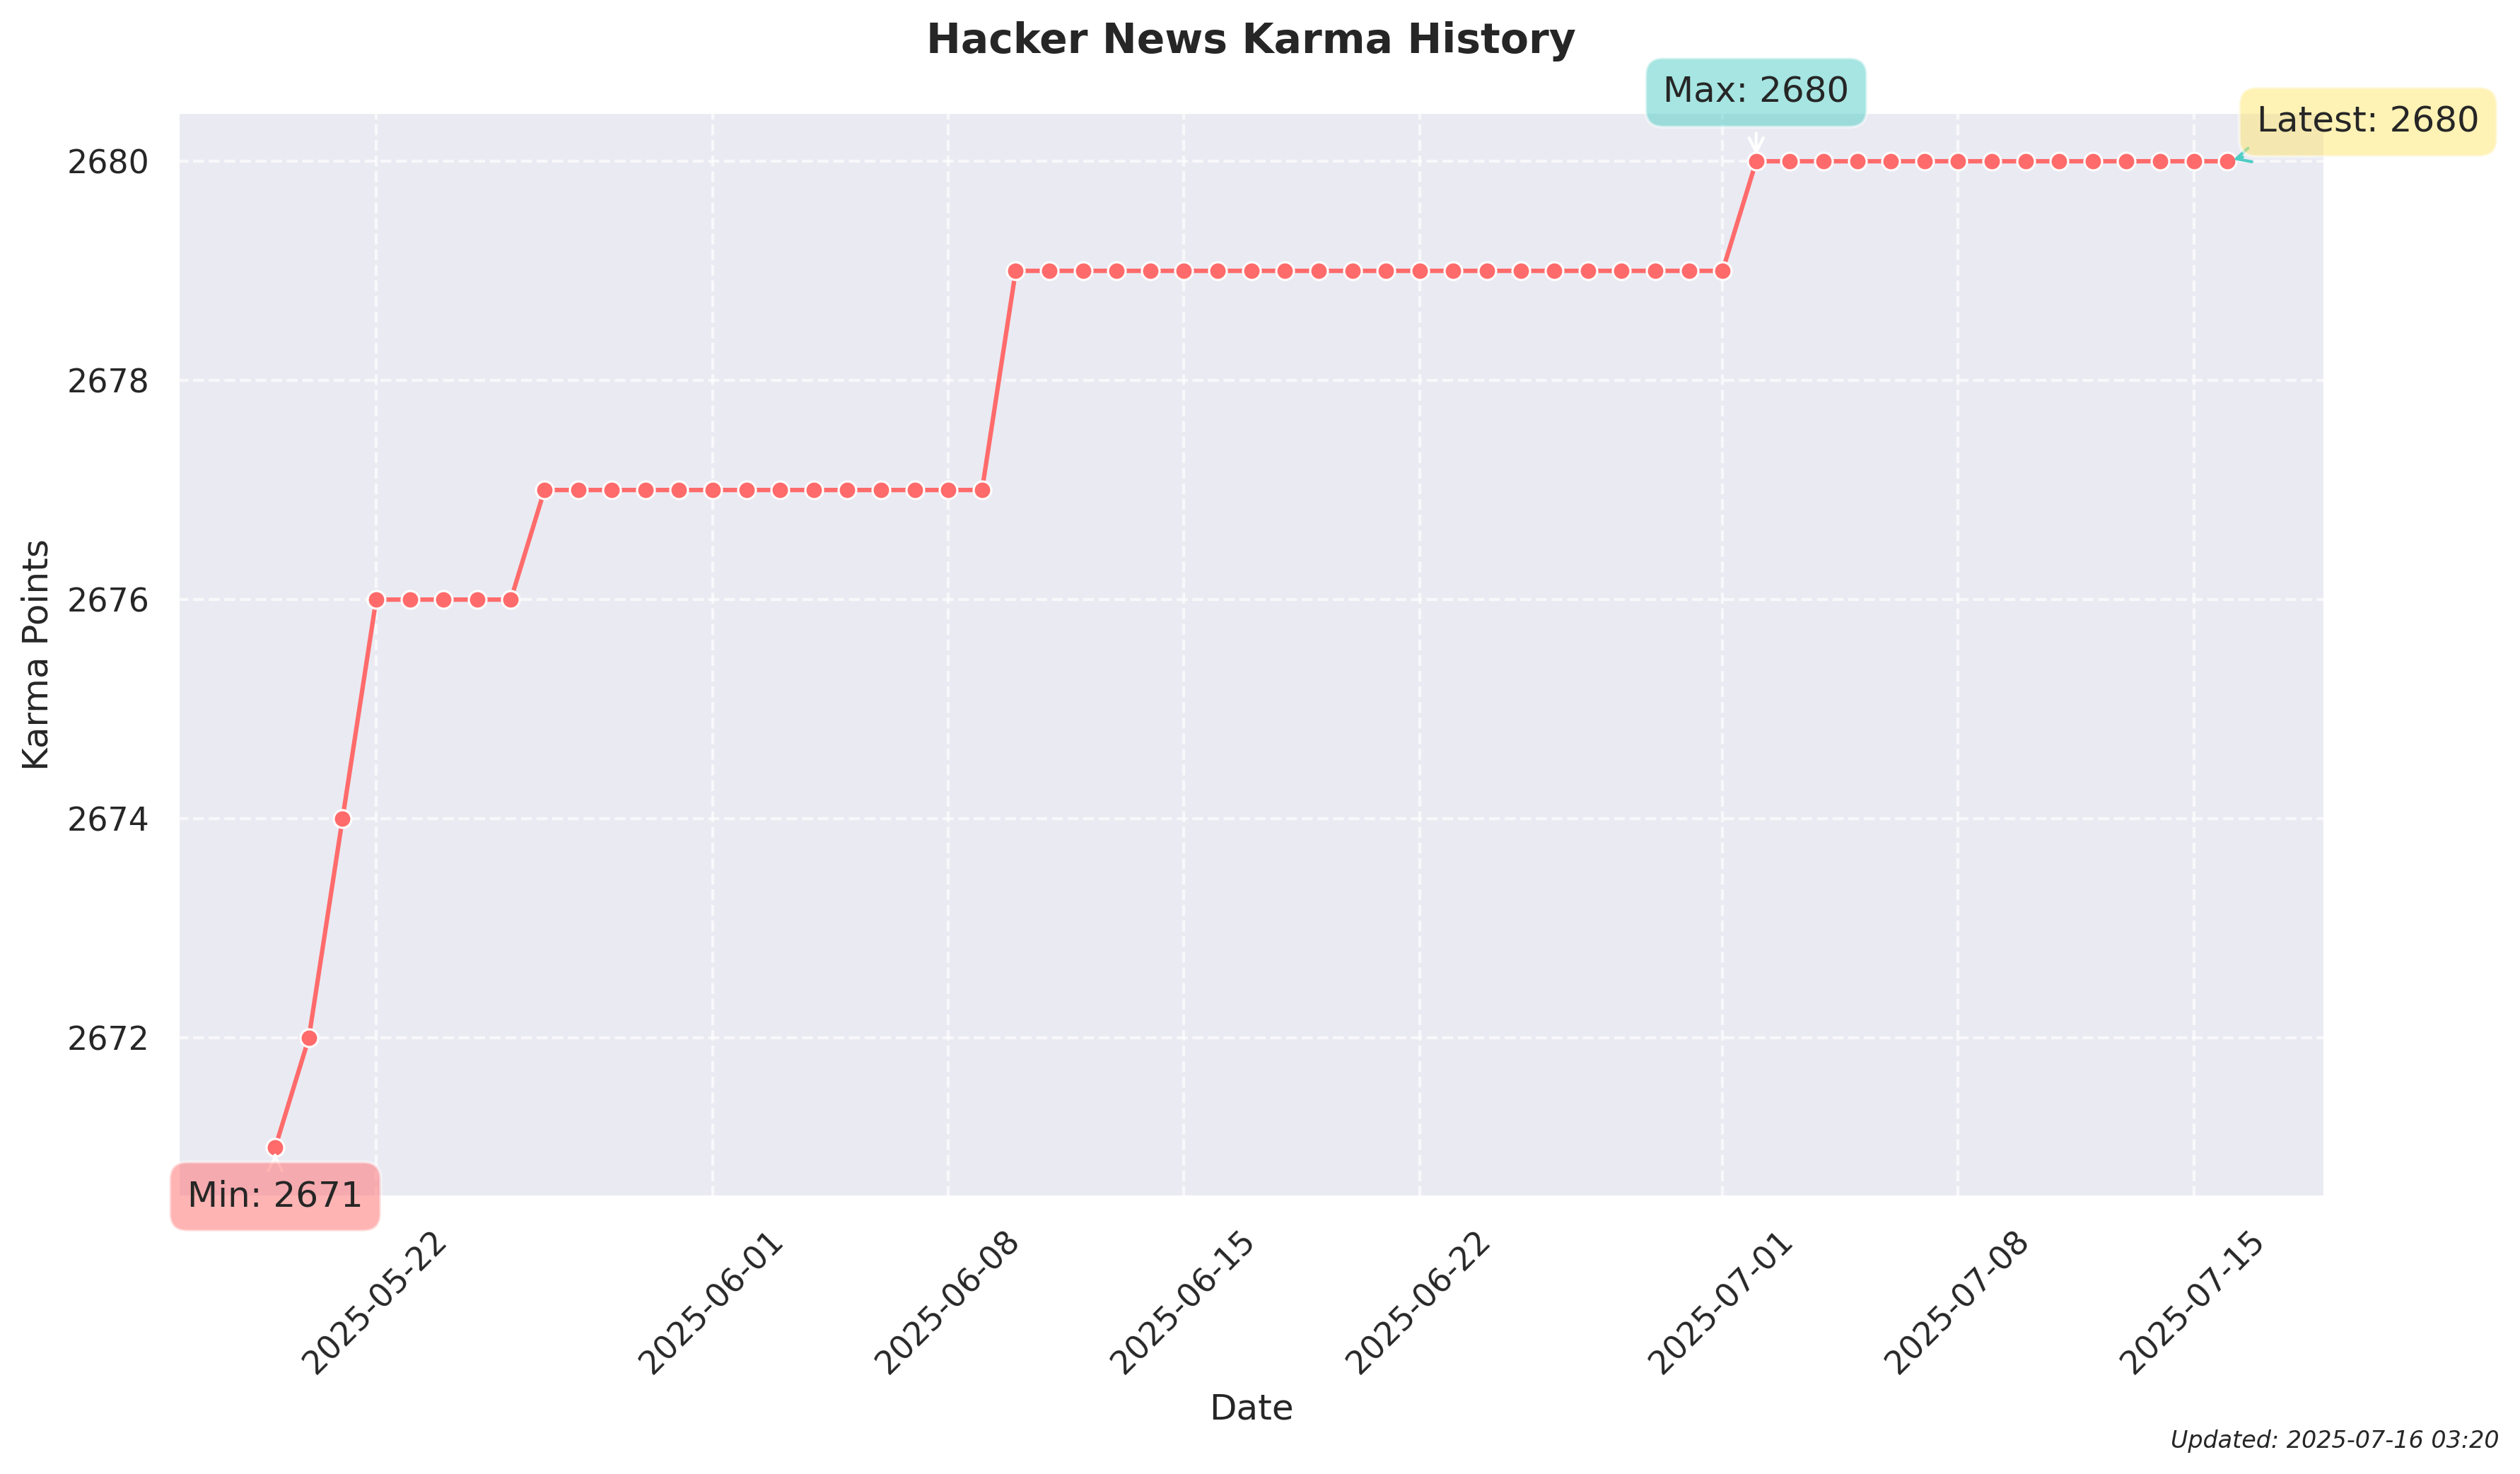 Hacker News Karma History
Max: 2680
Latest: 2680
2680
2678
2676
2674
2672
Karma Points
Min: 2671
2025-05-22
2025-06-01
2025-06-08
2025-06-15
2025-06-22
2025-07-01
2025-07-08
2025-07-15
Date
Updated: 2025-07-16 03:20